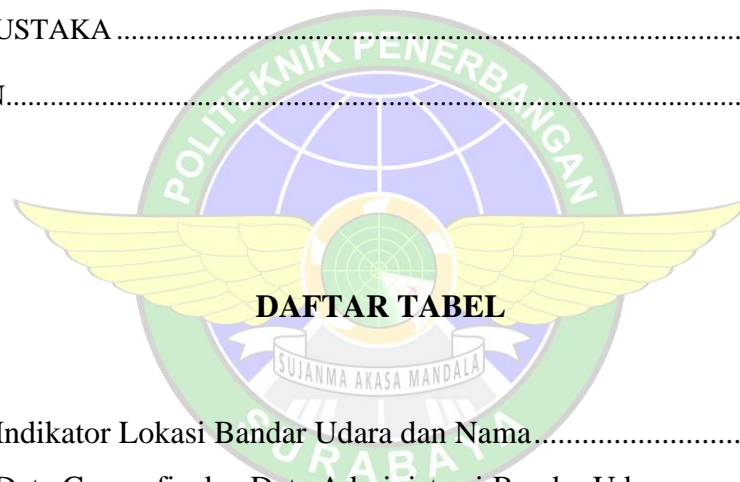 USTAKA ........................................................................................
N................................................................................................
POLITEKNIK PENERBANGAN
DAFTAR TABEL
SUJANMA AKASA MANDALA
Indikator Lokasi Bandar Udara dan Nama...........................
SURABAYA